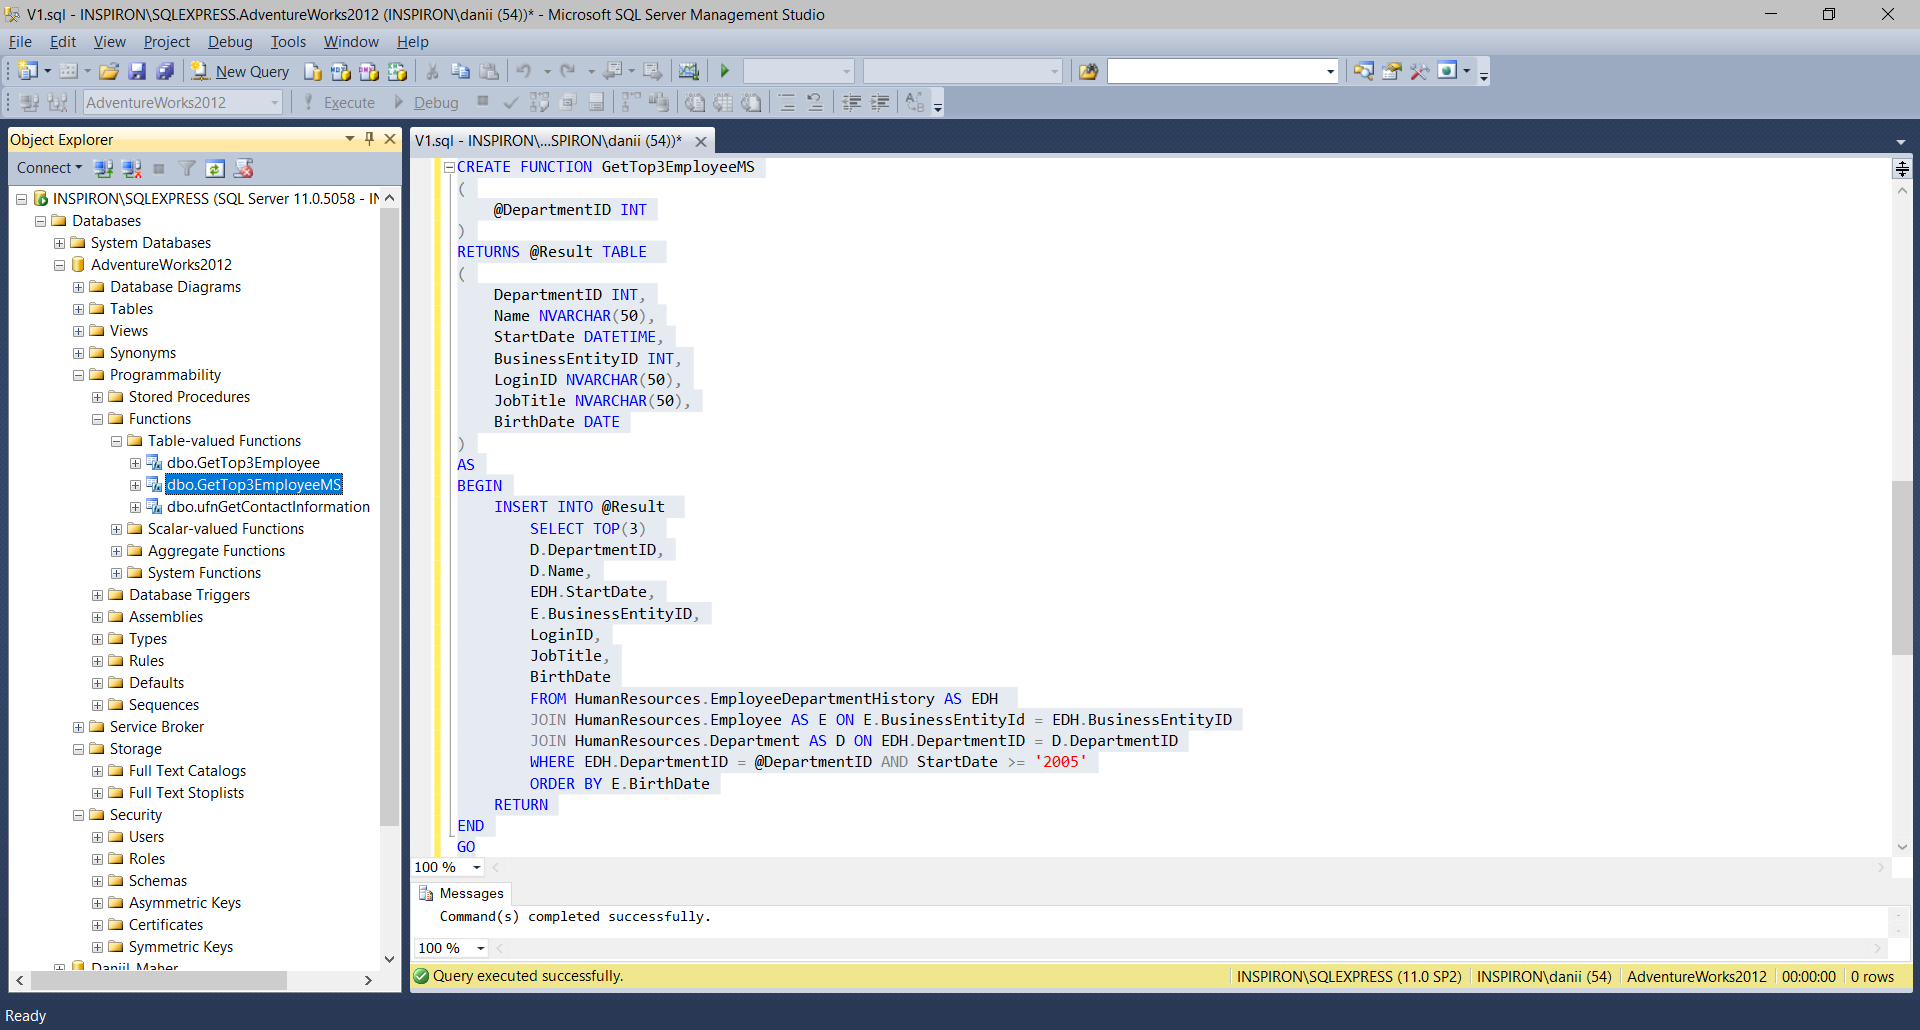 V1.sql - INSPIRON\SQLEXPRESS.AdventureWorks2012 (INSPIRON\danii (54))* - Microsoft SQL Server Management Studio
File Edit View Project Debug Tools Window Help
New Query
AdventureWorks2012 Execute Debug
Object Explorer
Connect
INSPIRON\SQLEXPRESS (SQL Server 11.0.5058 - IN
Databases
System Databases
AdventureWorks2012
Database Diagrams
Tables
Views
Synonyms
Programmability
Stored Procedures
Functions
Table-valued Functions
dbo.GetTop3Employee
dbo.GetTop3EmployeeMS
dbo.ufnGetContactInformation
Scalar-valued Functions
Aggregate Functions
System Functions
Database Triggers
Assemblies
Types
Rules
Defaults
Sequences
Service Broker
Storage
Full Text Catalogs
Full Text Stoplists
Security
Users
Roles
Schemas
Asymmetric Keys
Certificates
Symmetric Keys
V1.sql - INSPIRON\...SPIRON\danii (54))*
CREATE FUNCTION GetTop3EmployeeMS
(
@DepartmentID INT
)
RETURNS @Result TABLE
(
DepartmentID INT,
Name NVARCHAR(50),
StartDate DATETIME,
BusinessEntityID INT,
LoginID NVARCHAR(50),
JobTitle NVARCHAR(50),
BirthDate DATE
)
AS
BEGIN
INSERT INTO @Result
SELECT TOP(3)
D.DepartmentID,
D.Name,
EDH.StartDate,
E.BusinessEntityID,
LoginID,
JobTitle,
BirthDate
FROM HumanResources.EmployeeDepartmentHistory AS EDH
JOIN HumanResources.Employee AS E ON E.BusinessEntityId = EDH.BusinessEntityID
JOIN HumanResources.Department AS D ON EDH.DepartmentID = D.DepartmentID
WHERE EDH.DepartmentID = @DepartmentID AND StartDate >= '2005'
ORDER BY E.BirthDate
RETURN
END
GO
100 %
Messages
Command(s) completed successfully.
100 %
Query executed successfully. INSPIRON\SQLEXPRESS (11.0 SP2) INSPIRON\danii (54) AdventureWorks2012 00:00:00 0 rows
Ready